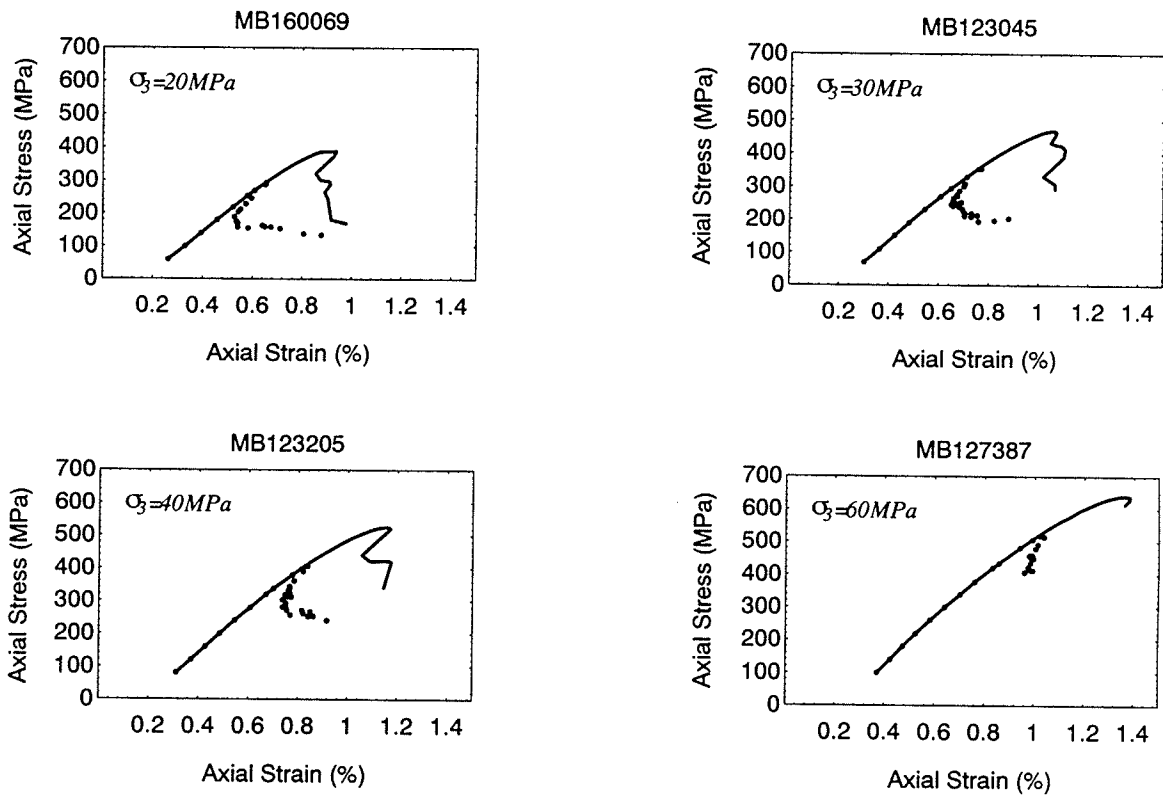 MB160069
700
600
500
400
300
200
100
0
Axial Stress (MPa)
σ3=20MPa
0.2 0.4 0.6 0.8 1 1.2 1.4
Axial Strain (%)
MB123045
700
600
500
400
300
200
100
0
Axial Stress (MPa)
σ3=30MPa
0.2 0.4 0.6 0.8 1 1.2 1.4
Axial Strain (%)
MB123205
700
600
500
400
300
200
100
0
Axial Stress (MPa)
σ3=40MPa
0.2 0.4 0.6 0.8 1 1.2 1.4
Axial Strain (%)
MB127387
700
600
500
400
300
200
100
0
Axial Stress (MPa)
σ3=60MPa
0.2 0.4 0.6 0.8 1 1.2 1.4
Axial Strain (%)